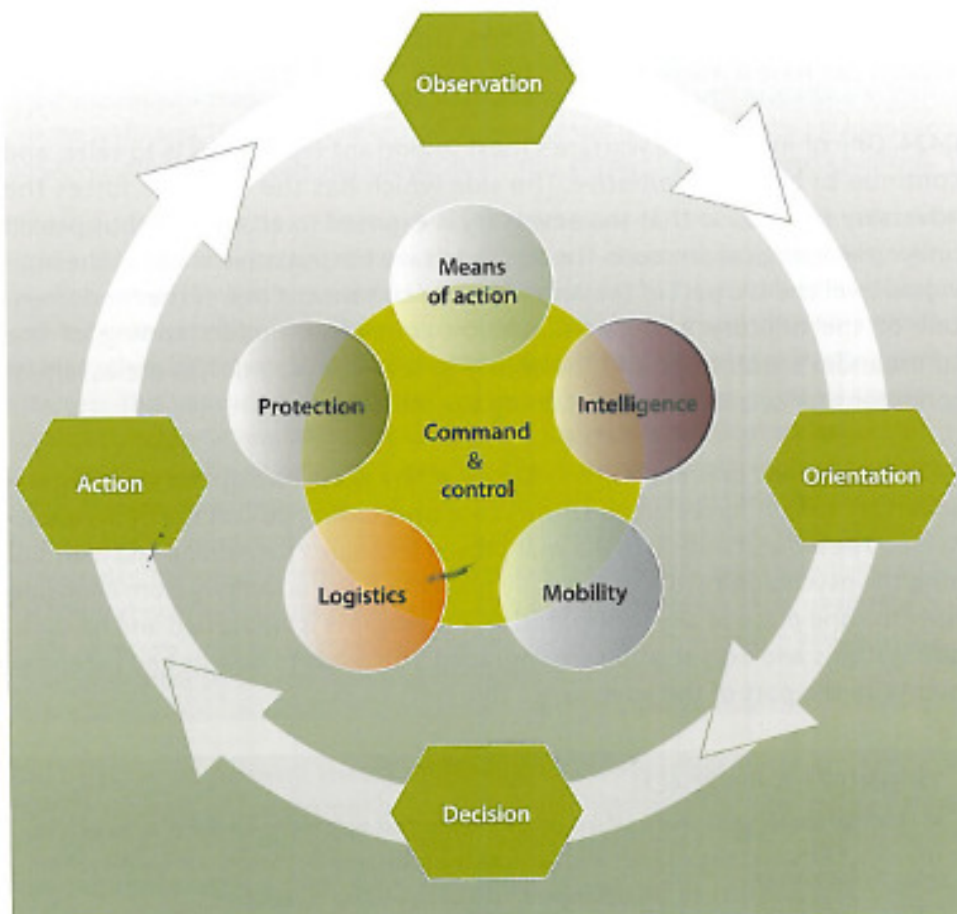 Observation
Means
of action
Protection
Intelligence
Command
&
control
Action
Orientation
Logistics
Mobility
Decision